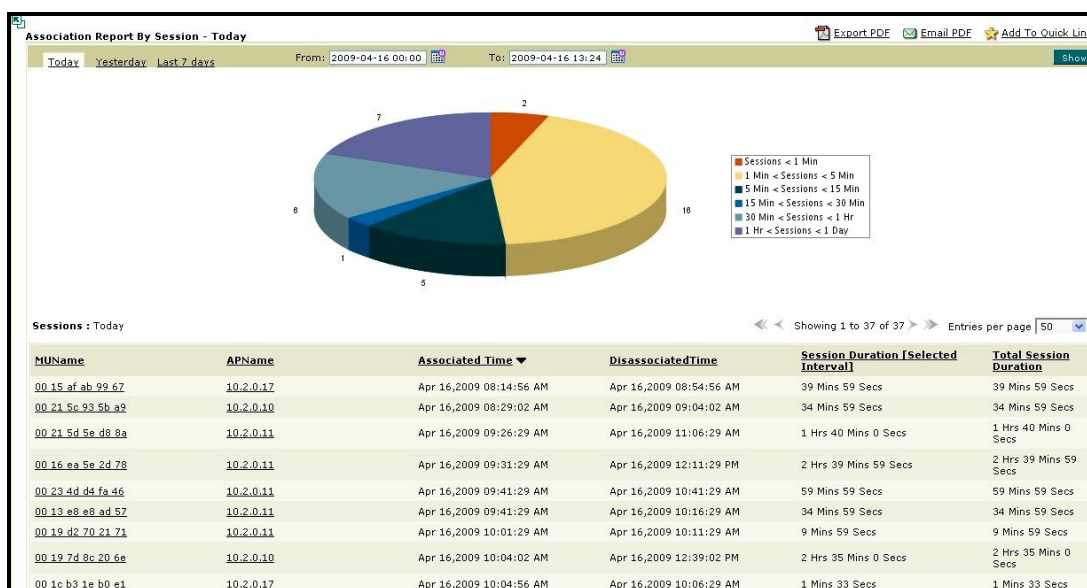 Association Report By Session - Today
Export PDF Email PDF Add To Quick Lin
Today Yesterday Last 7 days From: 2009-04-16 00:00 To: 2009-04-16 13:24 Show
2
7
16
6
1
5
Sessions < 1 Min
1 Min < Sessions < 5 Min
5 Min < Sessions < 15 Min
15 Min < Sessions < 30 Min
30 Min < Sessions < 1 Hr
1 Hr < Sessions < 1 Day
Sessions : Today Showing 1 to 37 of 37 Entries per page 50
MUName APName Associated Time DisassociatedTime Session Duration [Selected Interval] Total Session Duration
00 15 af ab 99 67 10.2.0.17 Apr 16,2009 08:14:56 AM Apr 16,2009 08:54:56 AM 39 Mins 59 Secs 39 Mins 59 Secs
00 21 5c 93 5b a9 10.2.0.10 Apr 16,2009 08:29:02 AM Apr 16,2009 09:04:02 AM 34 Mins 59 Secs 34 Mins 59 Secs
00 21 5d 5e d8 8a 10.2.0.11 Apr 16,2009 09:26:29 AM Apr 16,2009 11:06:29 AM 1 Hrs 40 Mins 0 Secs 1 Hrs 40 Mins 0 Secs
00 16 ea 5e 2d 78 10.2.0.11 Apr 16,2009 09:31:29 AM Apr 16,2009 12:11:29 PM 2 Hrs 39 Mins 59 Secs 2 Hrs 39 Mins 59 Secs
00 23 4d d4 fa 46 10.2.0.11 Apr 16,2009 09:41:29 AM Apr 16,2009 10:41:29 AM 59 Mins 59 Secs 59 Mins 59 Secs
00 13 e8 e8 ad 57 10.2.0.11 Apr 16,2009 09:41:29 AM Apr 16,2009 10:16:29 AM 34 Mins 59 Secs 34 Mins 59 Secs
00 19 d2 70 21 71 10.2.0.11 Apr 16,2009 10:01:29 AM Apr 16,2009 10:11:29 AM 9 Mins 59 Secs 9 Mins 59 Secs
00 19 7d 8c 20 6e 10.2.0.10 Apr 16,2009 10:04:02 AM Apr 16,2009 12:39:02 PM 2 Hrs 35 Mins 0 Secs 2 Hrs 35 Mins 0 Secs
00 1c b3 1e b0 e1 10.2.0.17 Apr 16,2009 10:04:56 AM Apr 16,2009 10:06:29 AM 1 Mins 33 Secs 1 Mins 33 Secs